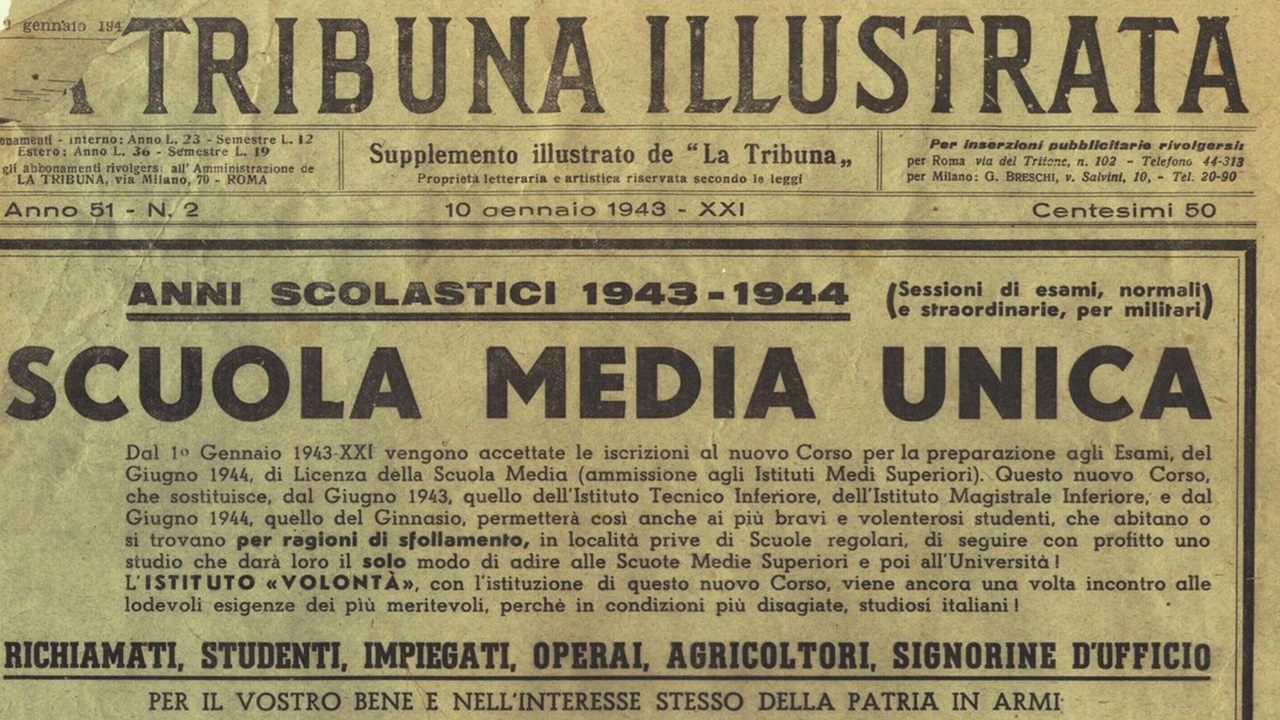 gennaio 194
A TRIBUNA ILLUSTRATA
onamenti - Interno: Anno L. 23 - Semestre L. 12
Estero: Anno L. 36 - Semestre L. 19
gli abbonamenti rivolgersi all'Amministrazione de
LA TRIBUNA, via Milano, 70 - ROMA
Supplemento illustrato de "La Tribuna„
Proprietà letteraria e artistica riservata secondo le leggi
Per inserzioni pubblicitarie rivolgersi:
per Roma via del Tritone, n. 102 - Telefono 44-313
per Milano: G. BRESCHI, v. Salvini, 10, - Tel. 20-90
Anno 51 - N. 2
10 gennaio 1943 - XXI
Centesimi 50
ANNI SCOLASTICI 1943-1944
(Sessioni di esami, normali)
(e straordinarie, per militari)
SCUOLA MEDIA UNICA
Dal 1º Gennaio 1943-XXI vengono accettate le iscrizioni al nuovo Corso per la preparazione agli Esami, del
Giugno 1944, di Licenza della Scuola Media (ammissione agli Istituti Medi Superiori). Questo nuovo Corso,
che sostituisce, dal Giugno 1943, quello dell'Istituto Tecnico Inferiore, dell'Istituto Magistrale Inferiore, e dal
Giugno 1944, quello del Ginnasio, permetterà così anche ai più bravi e volenterosi studenti, che abitano o
si trovano per ragioni di sfollamento, in località prive di Scuole regolari, di seguire con profitto uno
studio che darà loro il solo modo di adire alle Scuote Medie Superiori e poi all'Università!
L'ISTITUTO «VOLONTÀ», con l'istituzione di questo nuovo Corso, viene ancora una volta incontro alle
lodevoli esigenze dei più meritevoli, perchè in condizioni più disagiate, studiosi italiani!
RICHIAMATI, STUDENTI, IMPIEGATI, OPERAI, AGRICOLTORI, SIGNORINE D'UFFICIO
PER IL VOSTRO BENE E NELL'INTERESSE STESSO DELLA PATRIA IN ARMI